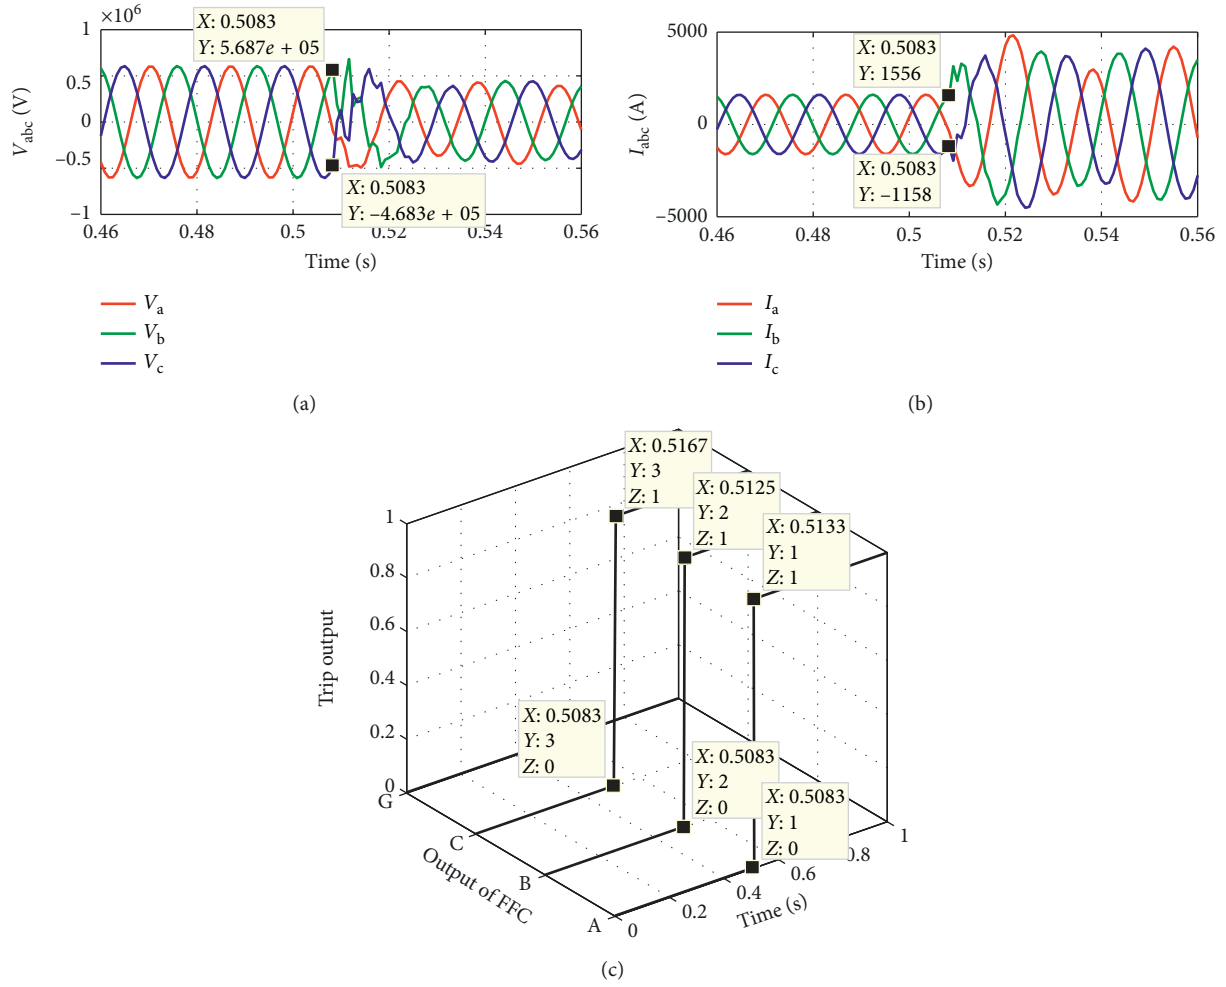 ×10⁶
1
0.5
0
−0.5
−1
V_abc (V)
X: 0.5083
Y: 5.687e + 05
X: 0.5083
Y: −4.683e + 05
0.46 0.48 0.5 0.52 0.54 0.56
Time (s)
V_a
V_b
V_c
(a)
5000
0
−5000
I_abc (A)
X: 0.5083
Y: 1556
X: 0.5083
Y: −1158
0.46 0.48 0.5 0.52 0.54 0.56
Time (s)
I_a
I_b
I_c
(b)
X: 0.5167
Y: 3
Z: 1
X: 0.5125
Y: 2
Z: 1
X: 0.5133
Y: 1
Z: 1
1
0.8
0.6
0.4
0.2
0
Trip output
X: 0.5083
Y: 3
Z: 0
X: 0.5083
Y: 2
Z: 0
X: 0.5083
Y: 1
Z: 0
G
C
B
A
Output of FFC
0
0.2
0.4
0.6
0.8
1
Time (s)
(c)